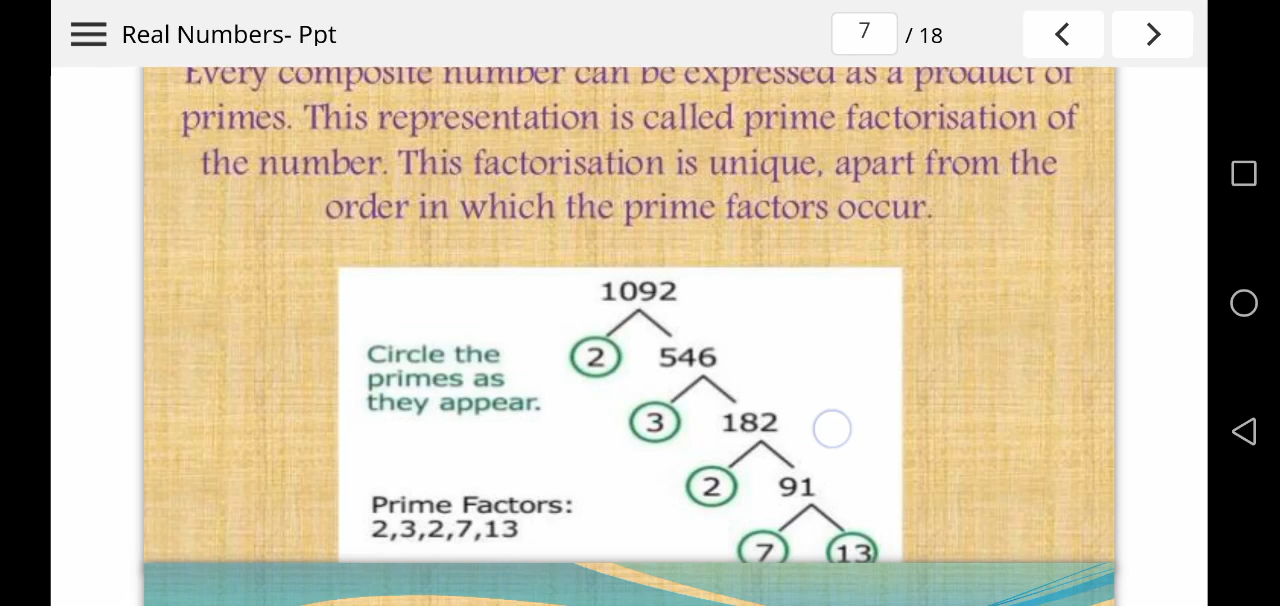 Real Numbers- Ppt
7 / 18
Every composite number can be expressed as a product of
primes. This representation is called prime factorisation of
the number. This factorisation is unique, apart from the
order in which the prime factors occur.
1092
Circle the
primes as
they appear.
2 546
3 182
2 91
Prime Factors:
2,3,2,7,13
7 13